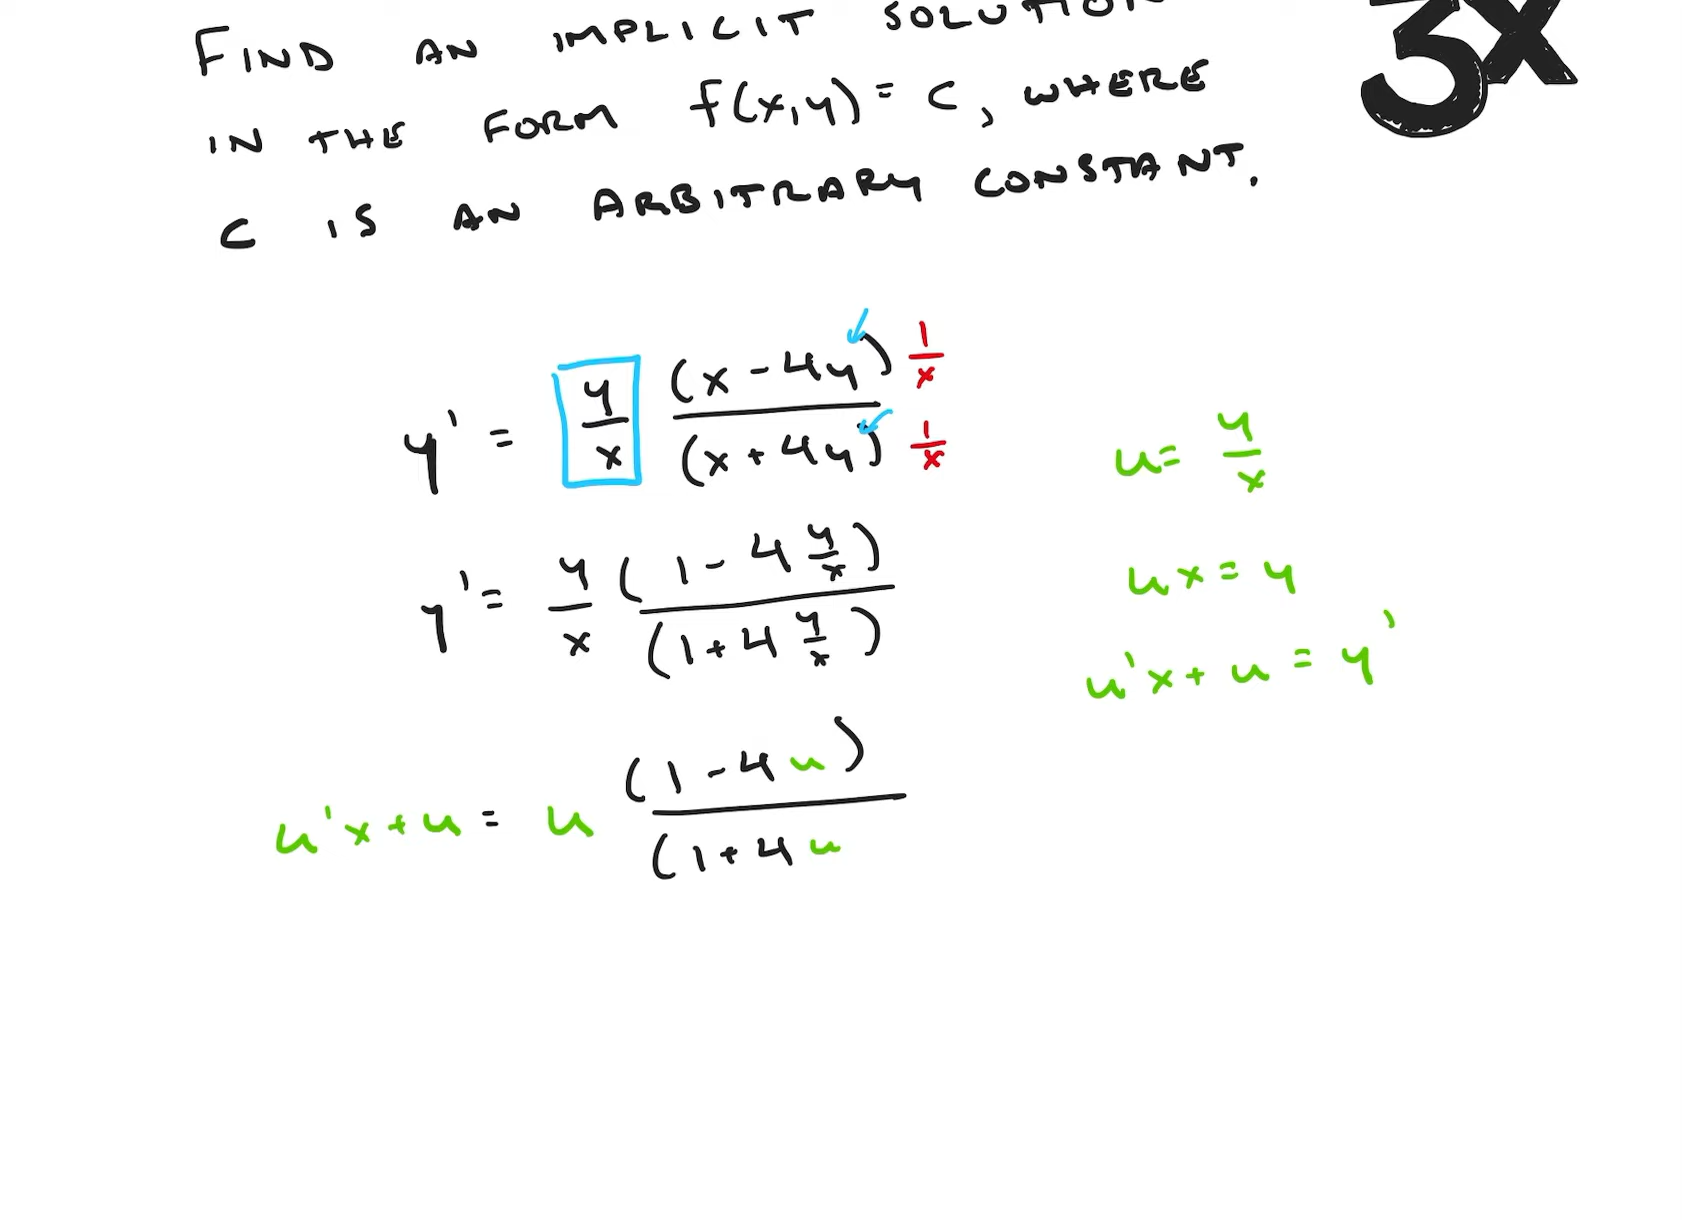 FIND AN IMPLICIT SOLUTION
IN THE FORM f(x,y) = C, WHERE
C IS AN ARBITRARY CONSTANT.
3x
y' = y/x (x - 4y) 1/x / (x + 4y) 1/x
u = y/x
y' = y/x (1 - 4 y/x) / (1 + 4 y/x)
ux = y
u'x + u = y'
u'x + u = u (1 - 4u) / (1 + 4u